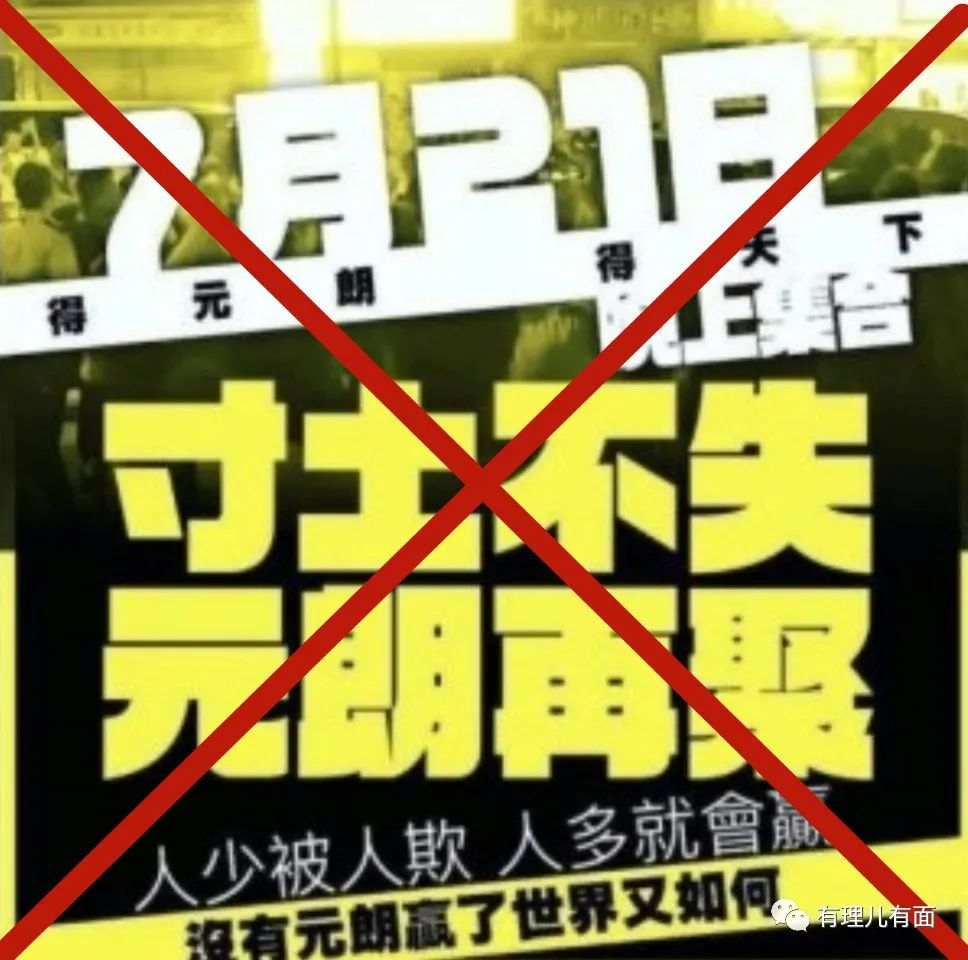 7月21日
得元朗 得天下
晚上集合
寸土不失
元朗再聚
人少被人欺 人多就會贏
沒有元朗贏了世界又如何
有理儿有面